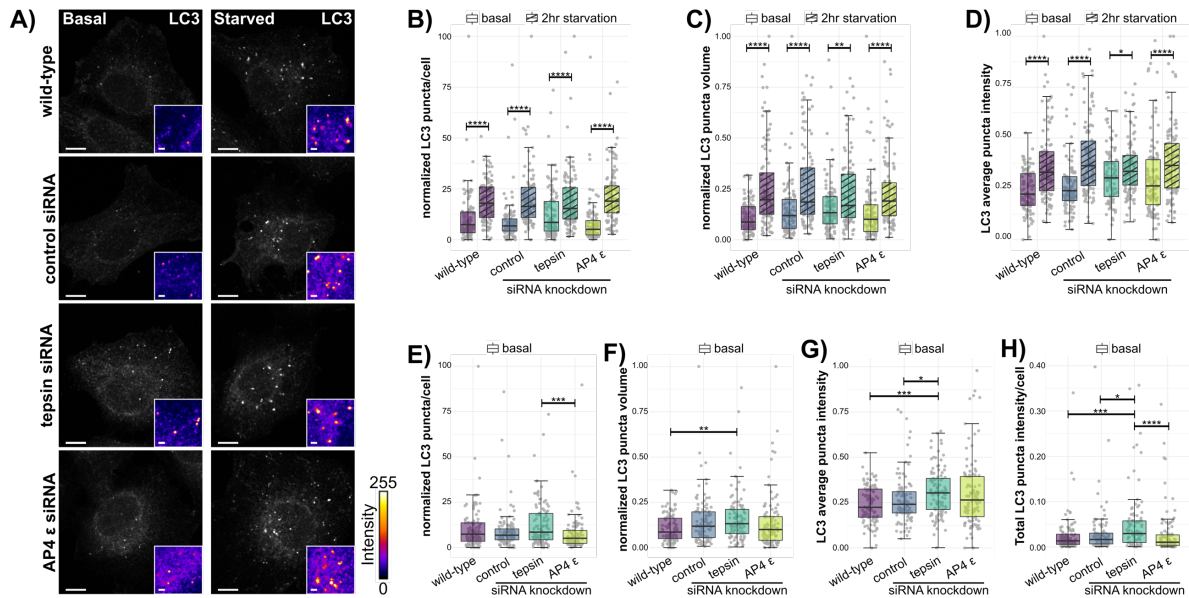 A)
Basal LC3
Starved LC3
wild-type
control siRNA
tepsin siRNA
AP4 ε siRNA
255
Intensity
0
B)
basal 2hr starvation
normalized LC3 puncta/cell
100
75
50
25
0
****
****
****
****
wild-type control tepsin AP4 ε
siRNA knockdown
C)
basal 2hr starvation
normalized LC3 puncta volume
1.00
0.75
0.50
0.25
0.00
**** **** ** ****
wild-type control tepsin AP4 ε
siRNA knockdown
D)
basal 2hr starvation
LC3 average puncta intensity
1.00
0.75
0.50
0.25
0.00
**** **** * ****
wild-type control tepsin AP4 ε
siRNA knockdown
E)
basal
normalized LC3 puncta/cell
100
75
50
25
0
***
wild-type control tepsin AP4 ε
siRNA knockdown
F)
basal
normalized LC3 puncta volume
1.00
0.75
0.50
0.25
0.00
**
wild-type control tepsin AP4 ε
siRNA knockdown
G)
basal
LC3 average puncta intensity
1.00
0.75
0.50
0.25
0.00
*
***
wild-type control tepsin AP4 ε
siRNA knockdown
H)
basal
Total LC3 puncta intensity/cell
0.40
0.30
0.20
0.10
0.00
*
***
****
wild-type control tepsin AP4 ε
siRNA knockdown